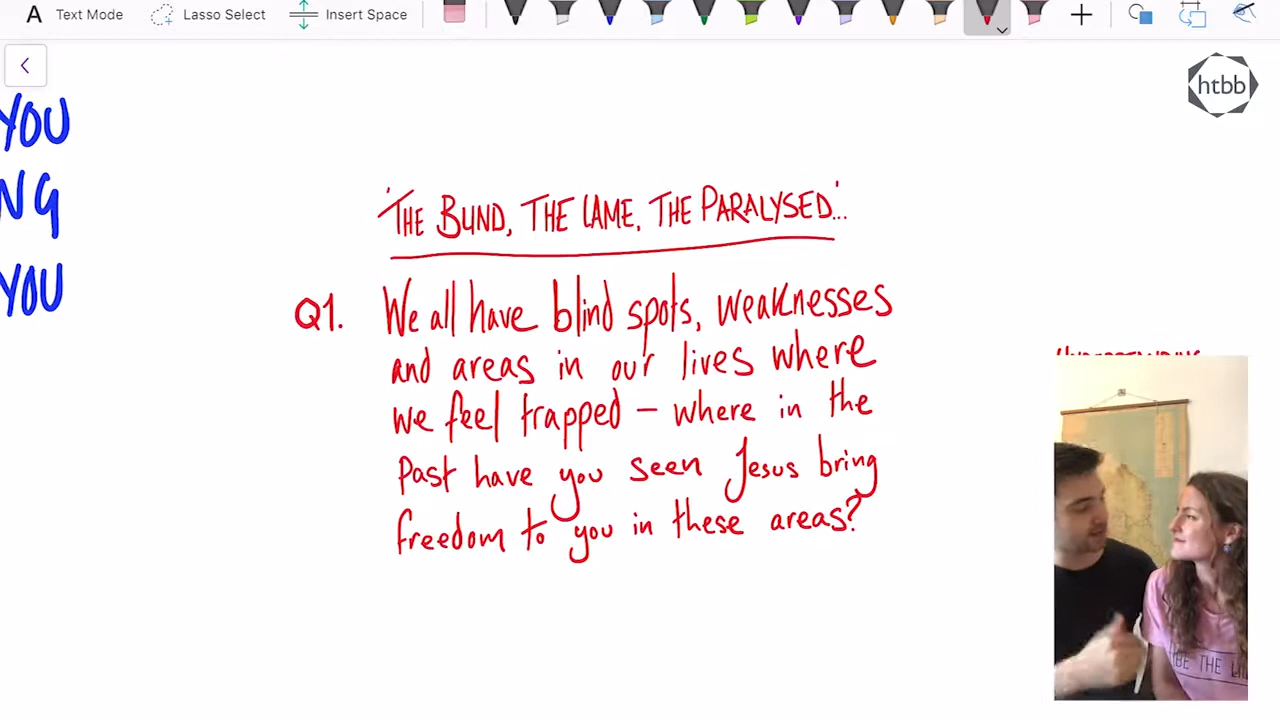 A Text Mode Lasso Select Insert Space
htbb
YOU
NG
YOU
'THE BLIND, THE LAME, THE PARALYSED...'
Q1. We all have blind spots, weaknesses
and areas in our lives where
we feel trapped – where in the
Past have you seen Jesus bring
freedom to you in these areas?
BE THE